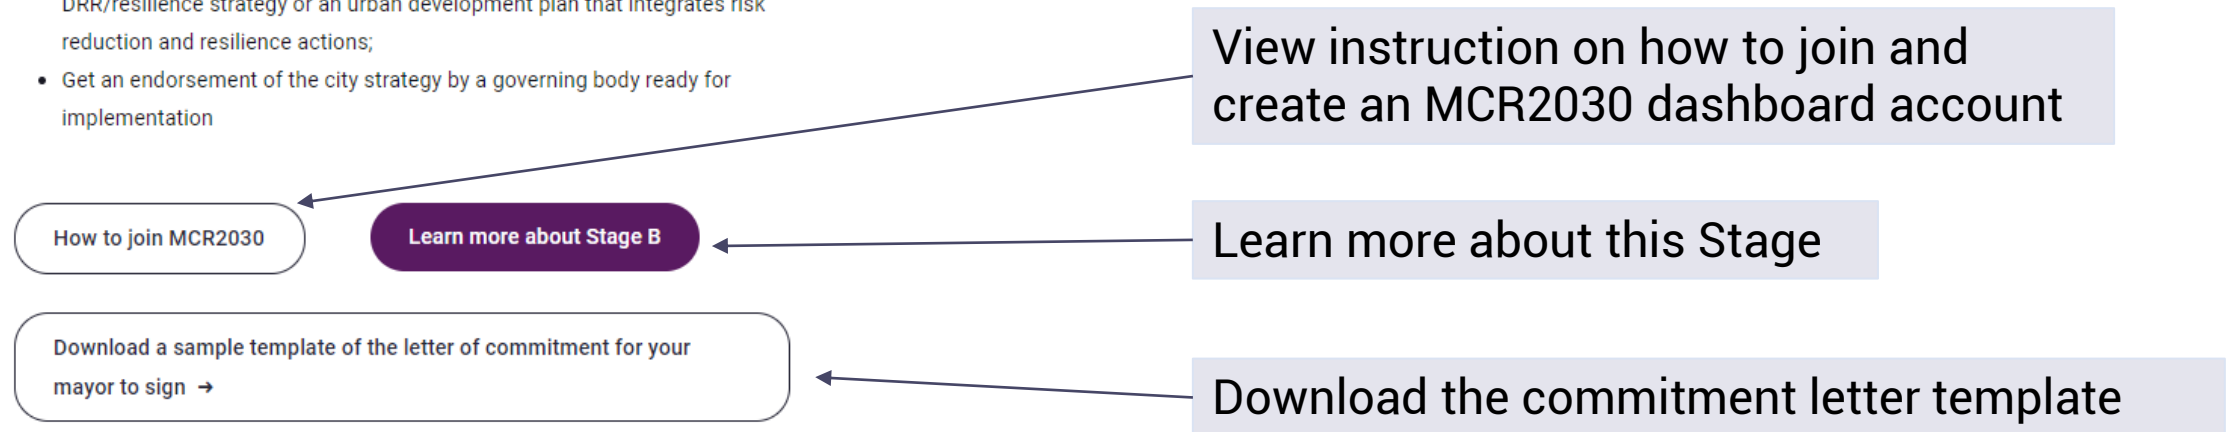 DRR/resilience strategy or an urban development plan that integrates risk
reduction and resilience actions;
• Get an endorsement of the city strategy by a governing body ready for
implementation
View instruction on how to join and
create an MCR2030 dashboard account
How to join MCR2030
Learn more about Stage B
Learn more about this Stage
Download a sample template of the letter of commitment for your
mayor to sign →
Download the commitment letter template